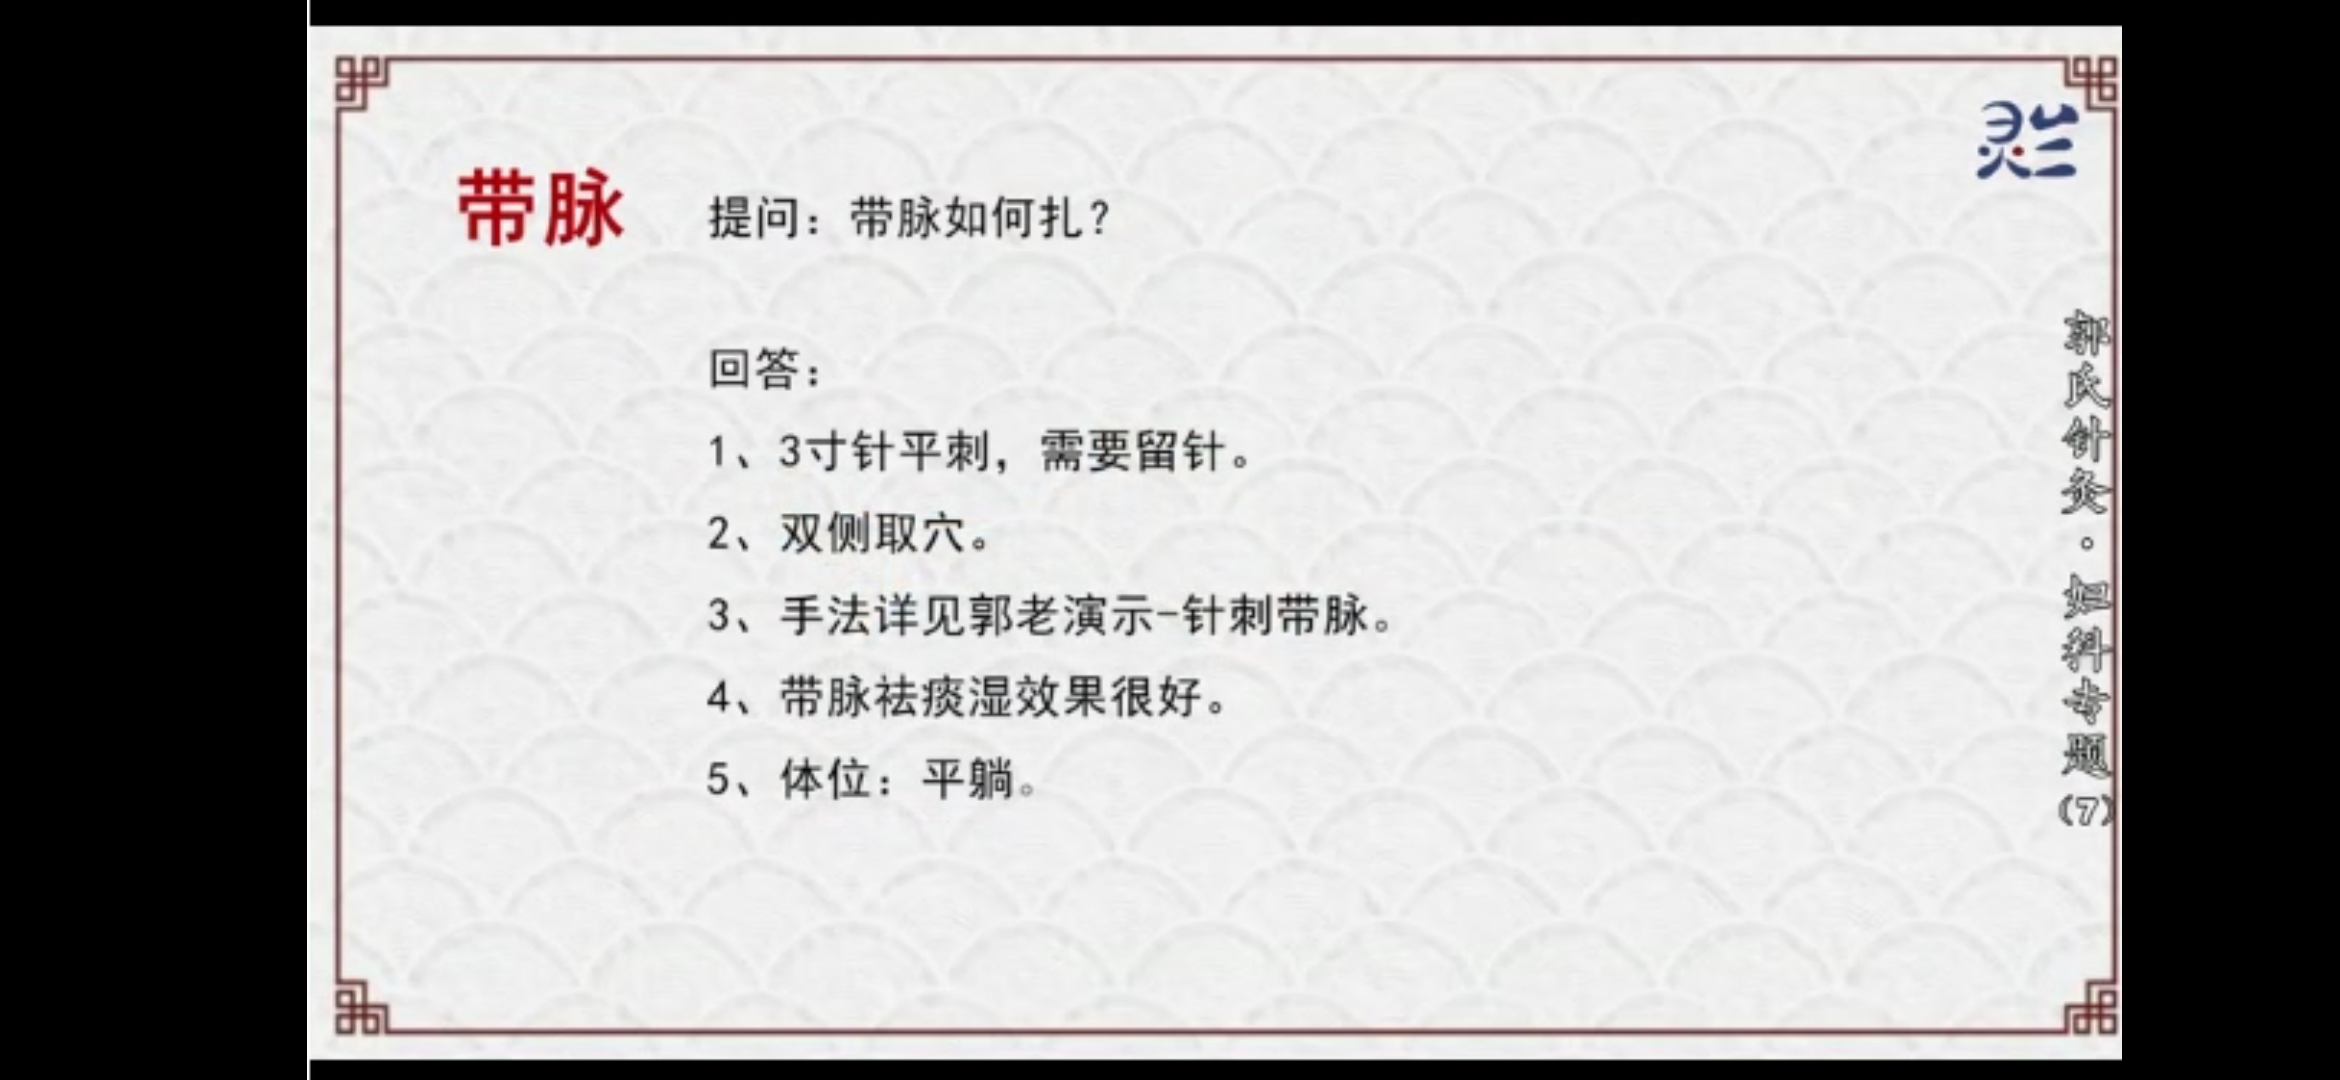 带脉
提问：带脉如何扎？
回答：
1、3寸针平刺，需要留针。
2、双侧取穴。
3、手法详见郭老演示-针刺带脉。
4、带脉祛痰湿效果很好。
5、体位：平躺。
灵兰
郭氏针灸·妇科专题(7)